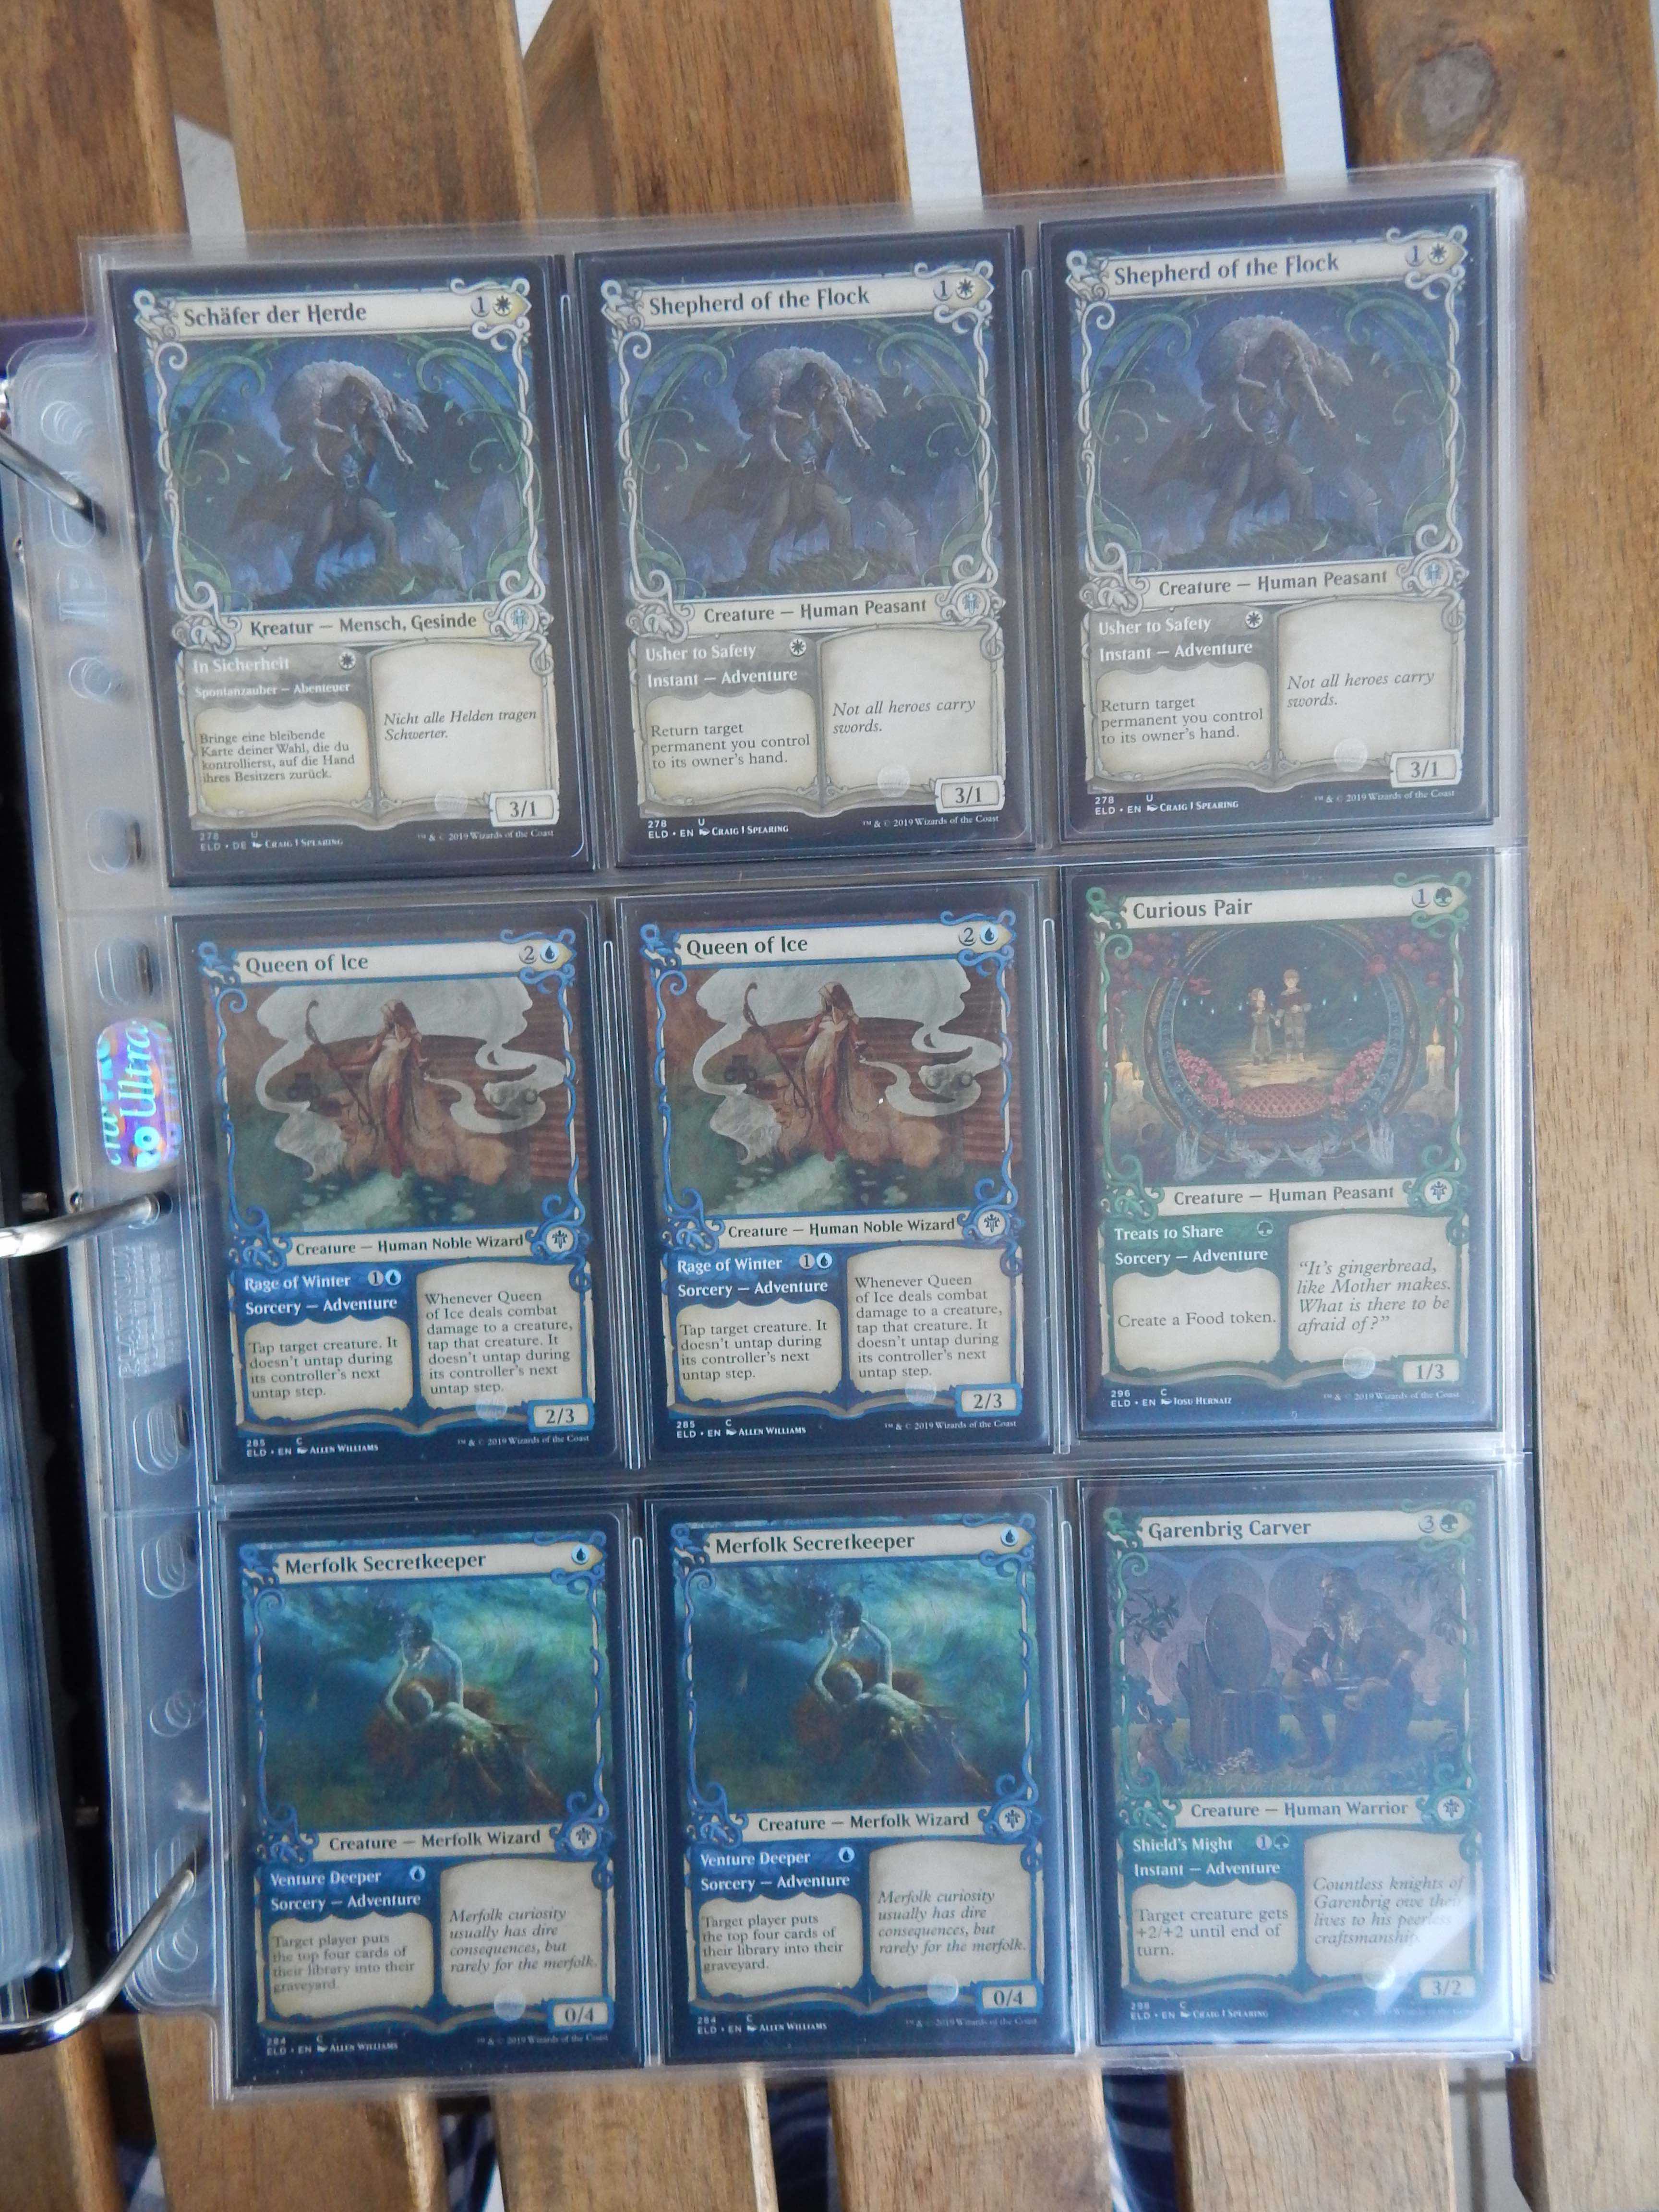 Schäfer der Herde 1
Kreatur — Mensch, Gesinde
In Sicherheit
Spontanzauber — Abenteuer
Bringe eine bleibende
Karte deiner Wahl, die du
kontrollierst, auf die Hand
ihres Besitzers zurück.
Nicht alle Helden tragen
Schwerter.
3/1
278 U
ELD • DE CRAIG J SPEARING
™ & © 2019 Wizards of the Coast
Shepherd of the Flock 1
Creature — Human Peasant
Usher to Safety
Instant — Adventure
Return target
permanent you control
to its owner's hand.
Not all heroes carry
swords.
3/1
278 U
ELD • EN CRAIG J SPEARING
™ & © 2019 Wizards of the Coast
Shepherd of the Flock 1
Creature — Human Peasant
Usher to Safety
Instant — Adventure
Return target
permanent you control
to its owner's hand.
Not all heroes carry
swords.
3/1
278 U
ELD • EN CRAIG J SPEARING
™ & © 2019 Wizards of the Coast
Queen of Ice 2
Creature — Human Noble Wizard
Rage of Winter 1
Sorcery — Adventure
Tap target creature. It
doesn't untap during
its controller's next
untap step.
Whenever Queen
of Ice deals combat
damage to a creature,
tap that creature. It
doesn't untap during
its controller's next
untap step.
2/3
285 C
ELD • EN ALLEN WILLIAMS
™ & © 2019 Wizards of the Coast
Queen of Ice 2
Creature — Human Noble Wizard
Rage of Winter 1
Sorcery — Adventure
Tap target creature. It
doesn't untap during
its controller's next
untap step.
Whenever Queen
of Ice deals combat
damage to a creature,
tap that creature. It
doesn't untap during
its controller's next
untap step.
2/3
285 C
ELD • EN ALLEN WILLIAMS
™ & © 2019 Wizards of the Coast
Curious Pair 1
Creature — Human Peasant
Treats to Share
Sorcery — Adventure
Create a Food token.
“It's gingerbread,
like Mother makes.
What is there to be
afraid of?”
1/3
296 C
ELD • EN IOSU HERNAIZ
™ & © 2019 Wizards of the Coast
Merfolk Secretkeeper
Creature — Merfolk Wizard
Venture Deeper
Sorcery — Adventure
Target player puts
the top four cards of
their library into their
graveyard.
Merfolk curiosity
usually has dire
consequences, but
rarely for the merfolk.
0/4
284 C
ELD • EN ALLEN WILLIAMS
™ & © 2019 Wizards of the Coast
Merfolk Secretkeeper
Creature — Merfolk Wizard
Venture Deeper
Sorcery — Adventure
Target player puts
the top four cards of
their library into their
graveyard.
Merfolk curiosity
usually has dire
consequences, but
rarely for the merfolk.
0/4
284 C
ELD • EN ALLEN WILLIAMS
™ & © 2019 Wizards of the Coast
Garenbrig Carver 3
Creature — Human Warrior
Shield's Might 1
Instant — Adventure
Target creature gets
+2/+2 until end of
turn.
Countless knights of
Garenbrig owe their
lives to his peerless
craftsmanship.
3/2
298 C
ELD • EN CRAIG J SPEARING
™ & © 2019 Wizards of the Coast
Ultra